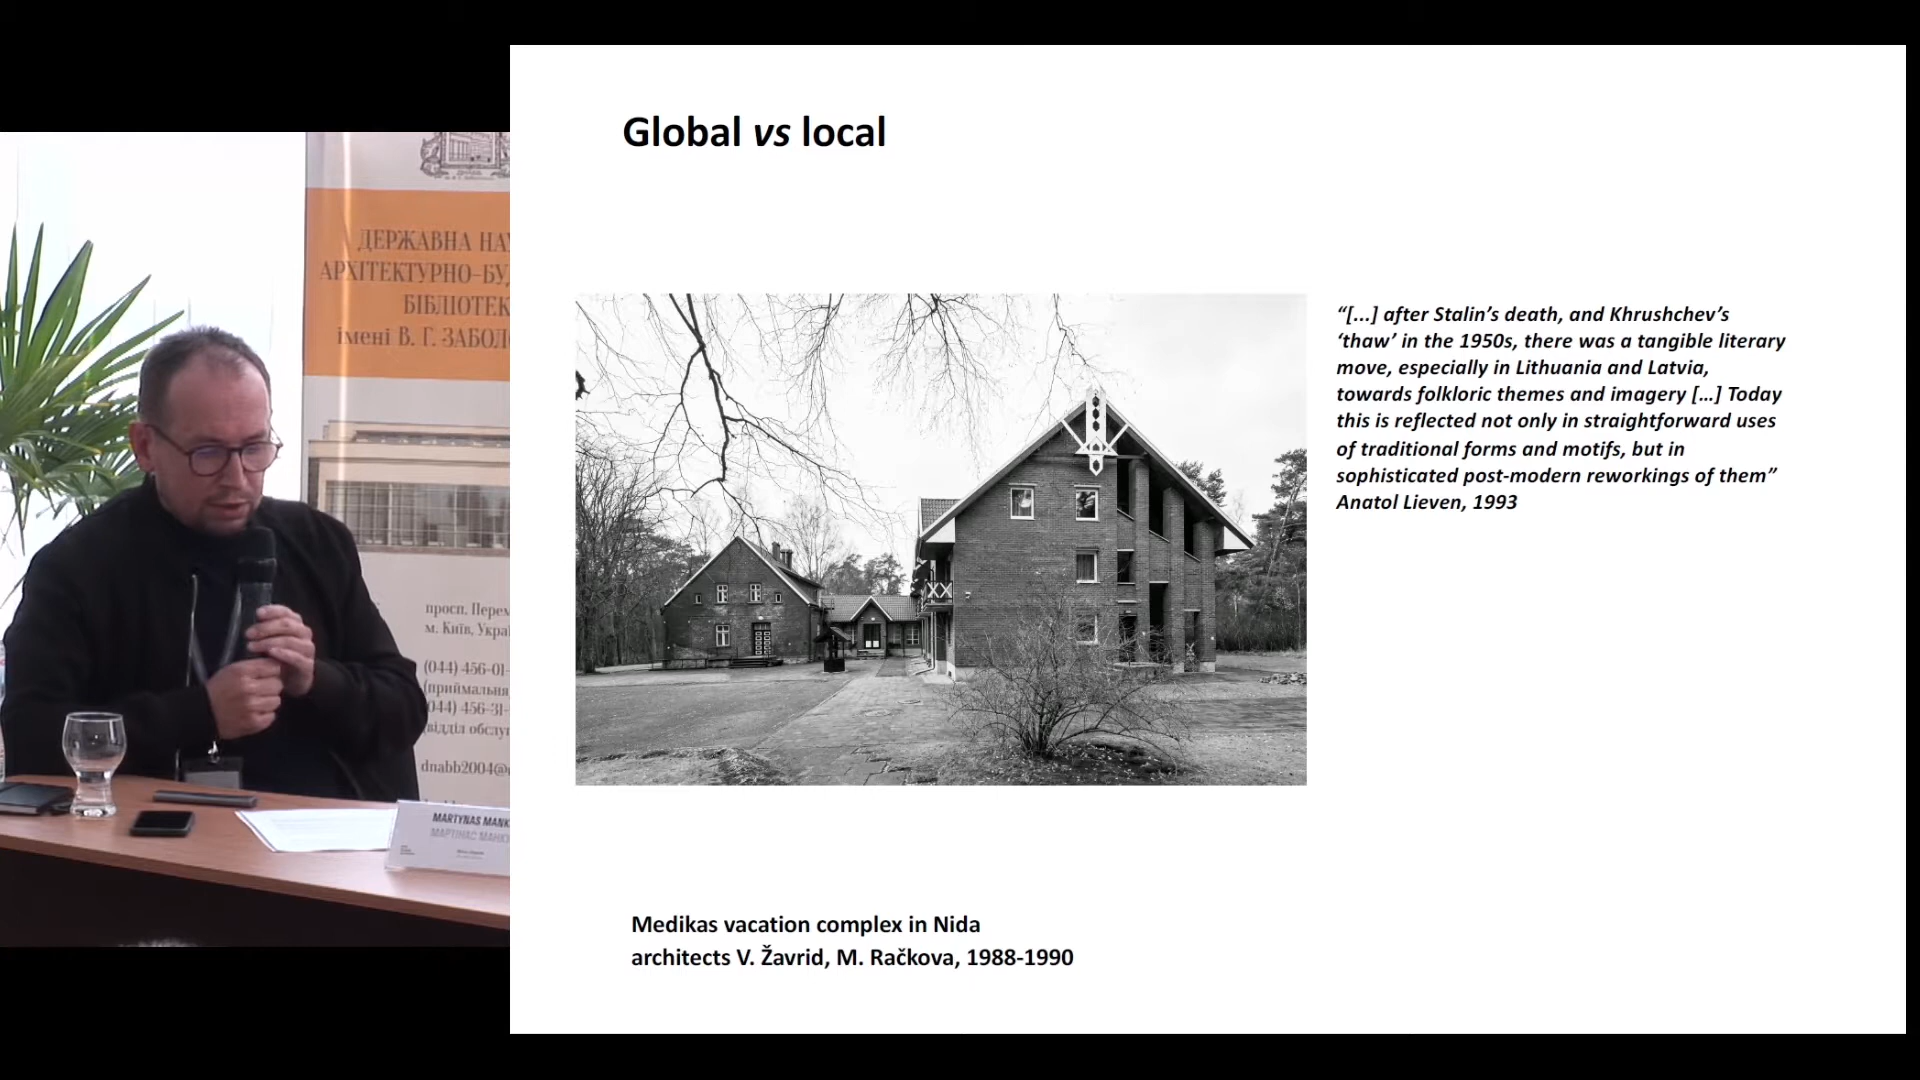 Global vs local
“[...] after Stalin’s death, and Khrushchev’s
‘thaw’ in the 1950s, there was a tangible literary
move, especially in Lithuania and Latvia,
towards folkloric themes and imagery [...] Today
this is reflected not only in straightforward uses
of traditional forms and motifs, but in
sophisticated post-modern reworkings of them”
Anatol Lieven, 1993
Medikas vacation complex in Nida
architects V. Žavrid, M. Račkova, 1988-1990
ДЕРЖАВНА НА
АРХІТЕКТУРНО-БУ
БІБЛІОТЕК
імені В. Г. ЗАБОЛ
просп. Перем
м. Київ, Укра
(044) 456-01-
(приймальня
(044) 456-31-
(відділ обслу
dnabb2004@
MARTYNAS MANK
МАРТІНАС МАНК